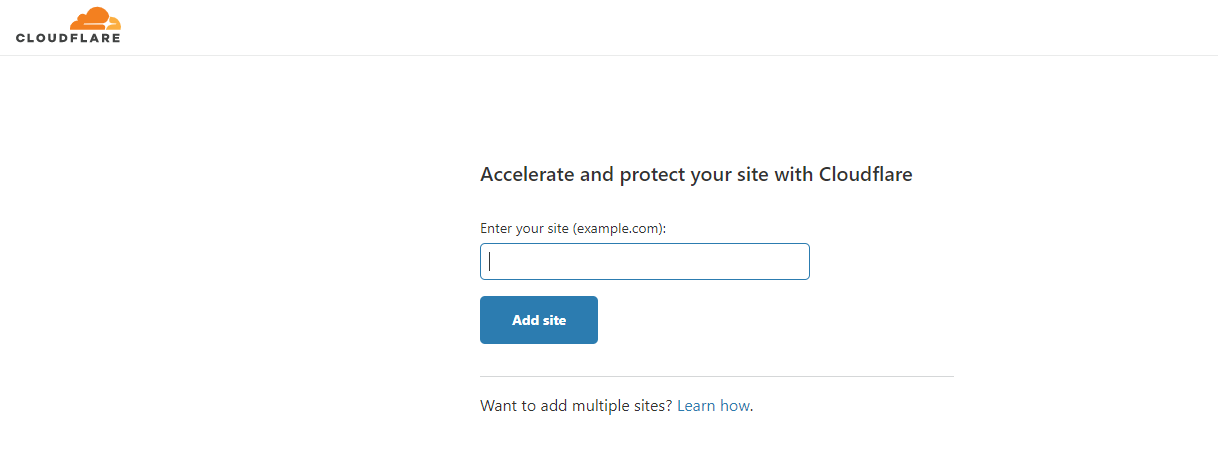 CLOUDFLARE
Accelerate and protect your site with Cloudflare
Enter your site (example.com):
Add site
Want to add multiple sites? Learn how.